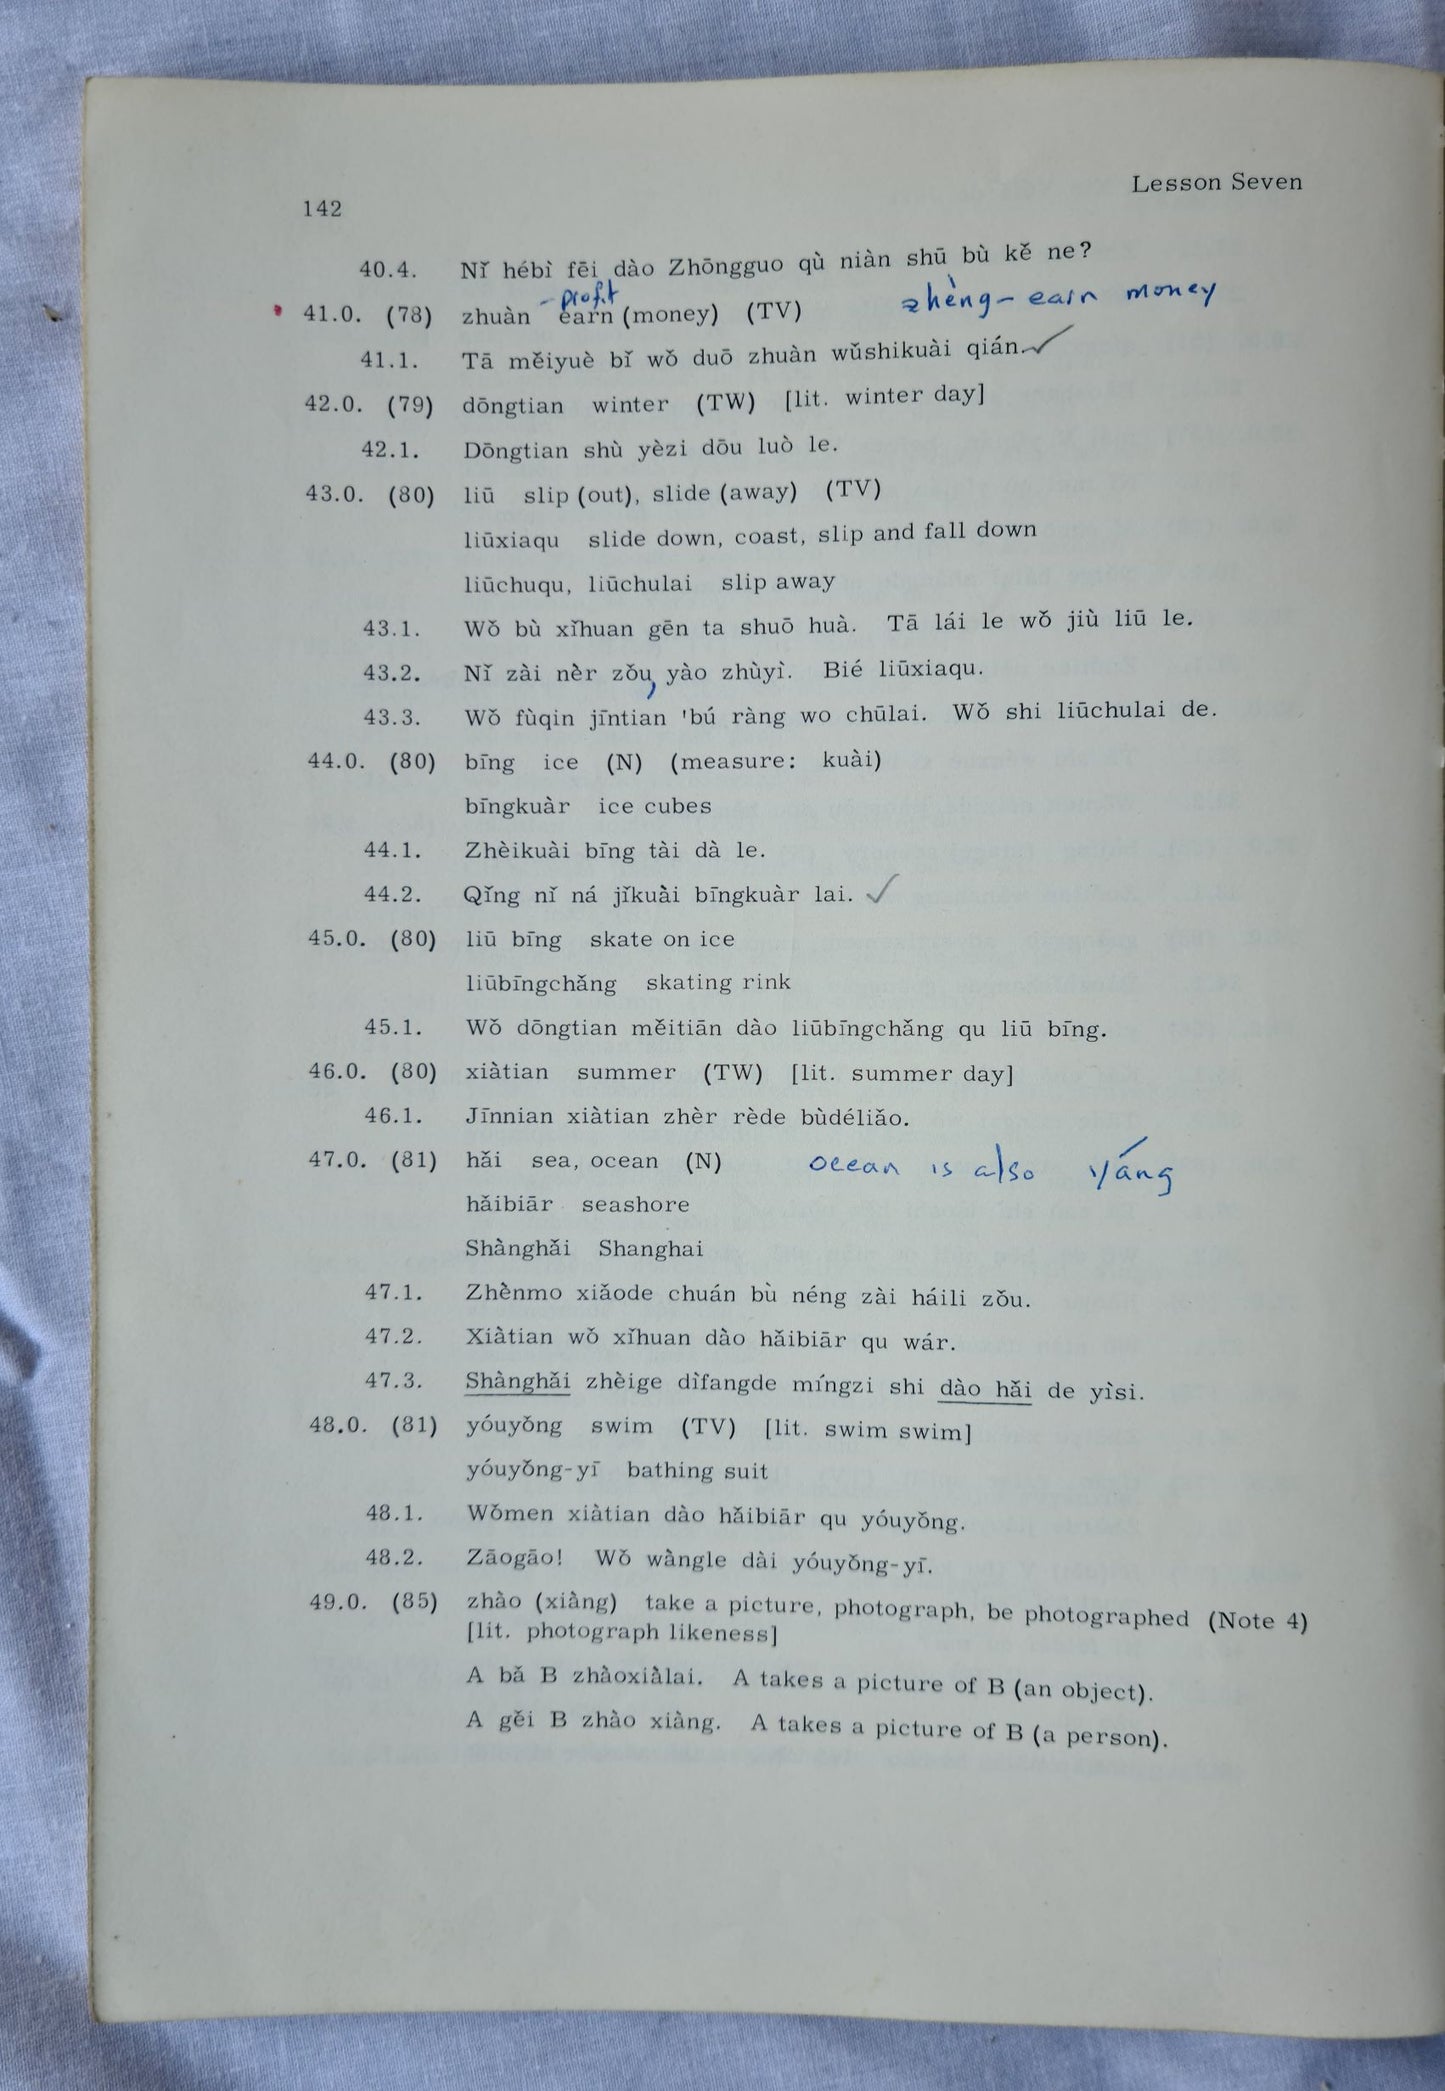 Lesson Seven
142
40.4. Nǐ hébì fēi dào Zhōngguo qù niàn shū bù kě ne?
- profit
zhèng - earn money
41.0. (78) zhuàn earn (money) (TV)
41.1. Tā měiyuè bǐ wǒ duō zhuàn wǔshikuài qián.
42.0. (79) dōngtian winter (TW) [lit. winter day]
42.1. Dōngtian shù yèzi dōu luò le.
43.0. (80) liū slip (out), slide (away) (TV)
liūxiaqu slide down, coast, slip and fall down
liūchuqu, liūchulai slip away
43.1. Wǒ bù xǐhuan gēn ta shuō huà. Tā lái le wǒ jiù liū le.
43.2. Nǐ zài nèr zǒu, yào zhùyì. Bié liūxiaqu.
43.3. Wǒ fùqin jīntian 'bú ràng wo chūlai. Wǒ shi liūchulai de.
44.0. (80) bīng ice (N) (measure: kuài)
bīngkuàr ice cubes
44.1. Zhèikuài bīng tài dà le.
44.2. Qǐng nǐ ná jǐkuài bīngkuàr lai.
45.0. (80) liū bīng skate on ice
liūbīngchǎng skating rink
45.1. Wǒ dōngtian měitiān dào liūbīngchǎng qu liū bīng.
46.0. (80) xiàtian summer (TW) [lit. summer day]
46.1. Jīnnian xiàtian zhèr rède bùdéliǎo.
47.0. (81) hǎi sea, ocean (N)
ocean is also yáng
hǎibiār seashore
Shànghǎi Shanghai
47.1. Zhènmo xiǎode chuán bù néng zài háili zǒu.
47.2. Xiàtian wǒ xǐhuan dào hǎibiār qu wár.
47.3. Shànghǎi zhèige dìfangde míngzi shi dào hǎi de yìsi.
48.0. (81) yóuyǒng swim (TV) [lit. swim swim]
yóuyǒng-yī bathing suit
48.1. Wǒmen xiàtian dào hǎibiār qu yóuyǒng.
48.2. Zāogāo! Wǒ wàngle dài yóuyǒng-yī.
49.0. (85) zhào (xiàng) take a picture, photograph, be photographed (Note 4)
[lit. photograph likeness]
A bǎ B zhàoxiàlai. A takes a picture of B (an object).
A gěi B zhào xiàng. A takes a picture of B (a person).